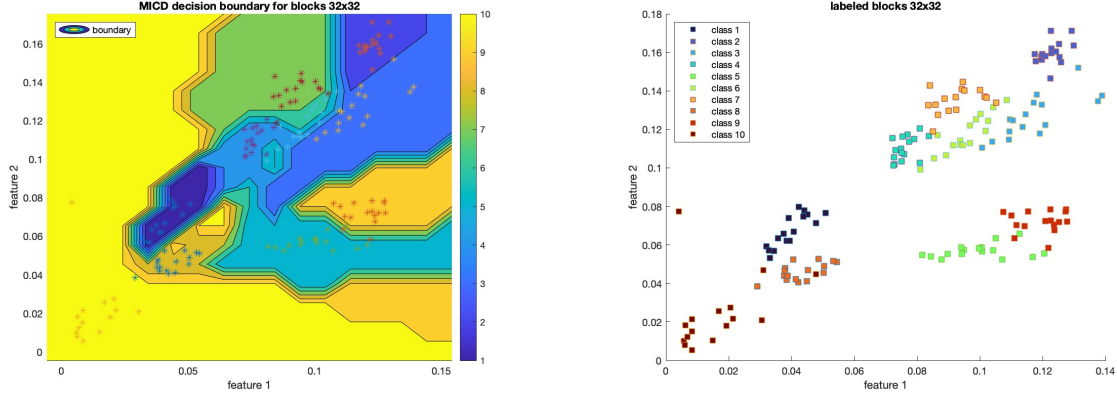 MICD decision boundary for blocks 32x32
boundary
feature 2
0.16
0.14
0.12
0.1
0.08
0.06
0.04
0.02
0
0
0.05
0.1
0.15
feature 1
10
9
8
7
6
5
4
3
2
1
labeled blocks 32x32
class 1
class 2
class 3
class 4
class 5
class 6
class 7
class 8
class 9
class 10
feature 2
0.18
0.16
0.14
0.12
0.1
0.08
0.06
0.04
0.02
0
0
0.02
0.04
0.06
0.08
0.1
0.12
0.14
feature 1